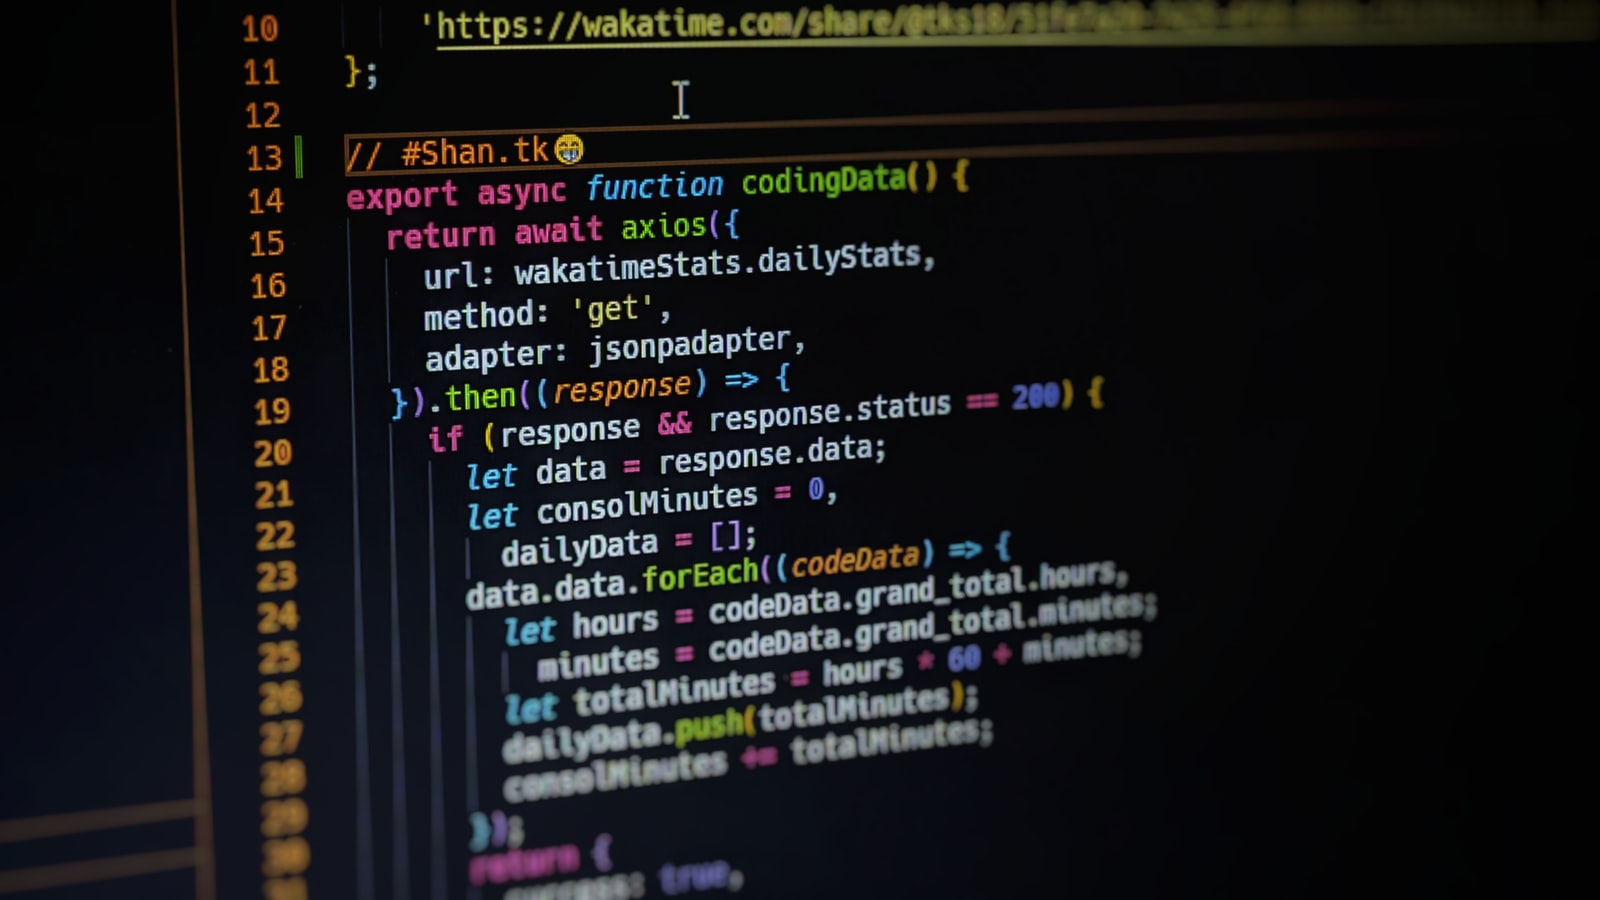 10 'https://wakatime.com/share/@tks18/
11 };
12
13 // #Shan.tk😁
14 export async function codingData() {
15 return await axios({
16 url: wakatimeStats.dailyStats,
17 method: 'get',
18 adapter: jsonpadapter,
19 }).then((response) => {
20 if (response && response.status == 200) {
21 let data = response.data;
22 let consolMinutes = 0,
23 dailyData = [];
24 data.data.forEach((codeData) => {
25 let hours = codeData.grand_total.hours,
26 minutes = codeData.grand_total.minutes;
27 let totalMinutes = hours * 60 + minutes;
28 dailyData.push(totalMinutes);
29 consolMinutes += totalMinutes;
30 });
return {
success: true,